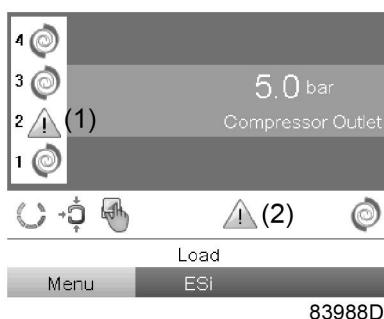 4
3
5.0 bar
2 (1) Compressor Outlet
1
(2)
Load
Menu ESi
83988D